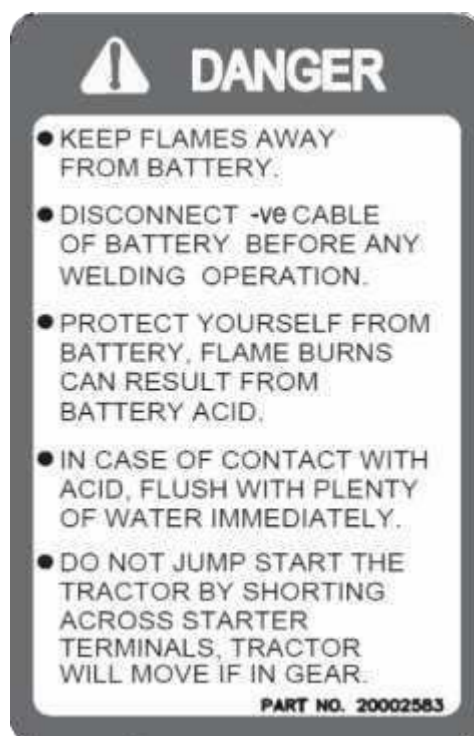 DANGER
● KEEP FLAMES AWAY
FROM BATTERY.
● DISCONNECT -ve CABLE
OF BATTERY BEFORE ANY
WELDING OPERATION.
● PROTECT YOURSELF FROM
BATTERY, FLAME BURNS
CAN RESULT FROM
BATTERY ACID.
● IN CASE OF CONTACT WITH
ACID, FLUSH WITH PLENTY
OF WATER IMMEDIATELY.
● DO NOT JUMP START THE
TRACTOR BY SHORTING
ACROSS STARTER
TERMINALS, TRACTOR
WILL MOVE IF IN GEAR.
PART NO. 20002583